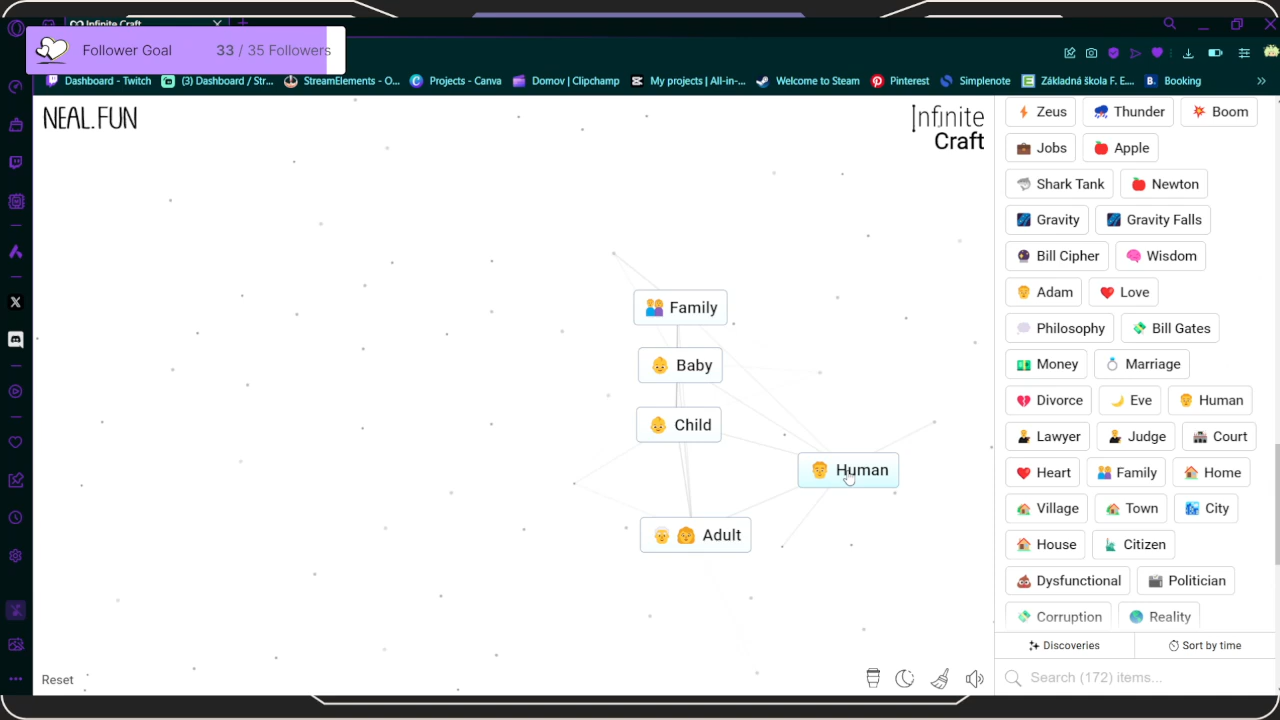 Infinite Craft
Follower Goal 33 / 35 Followers
Dashboard - Twitch (3) Dashboard / Str... StreamElements - O... Projects - Canva Domov | Clipchamp My projects | All-in-... Welcome to Steam Pinterest Simplenote Základná škola F. E... B. Booking
NEAL.FUN
Infinite
Craft
Zeus Thunder Boom
Jobs Apple
Shark Tank Newton
Gravity Gravity Falls
Bill Cipher Wisdom
Adam Love
Philosophy Bill Gates
Money Marriage
Divorce Eve Human
Lawyer Judge Court
Heart Family Home
Village Town City
House Citizen
Dysfunctional Politician
Corruption Reality
Family
Baby
Child
Human
Adult
Discoveries Sort by time
Reset
Search (172) items...